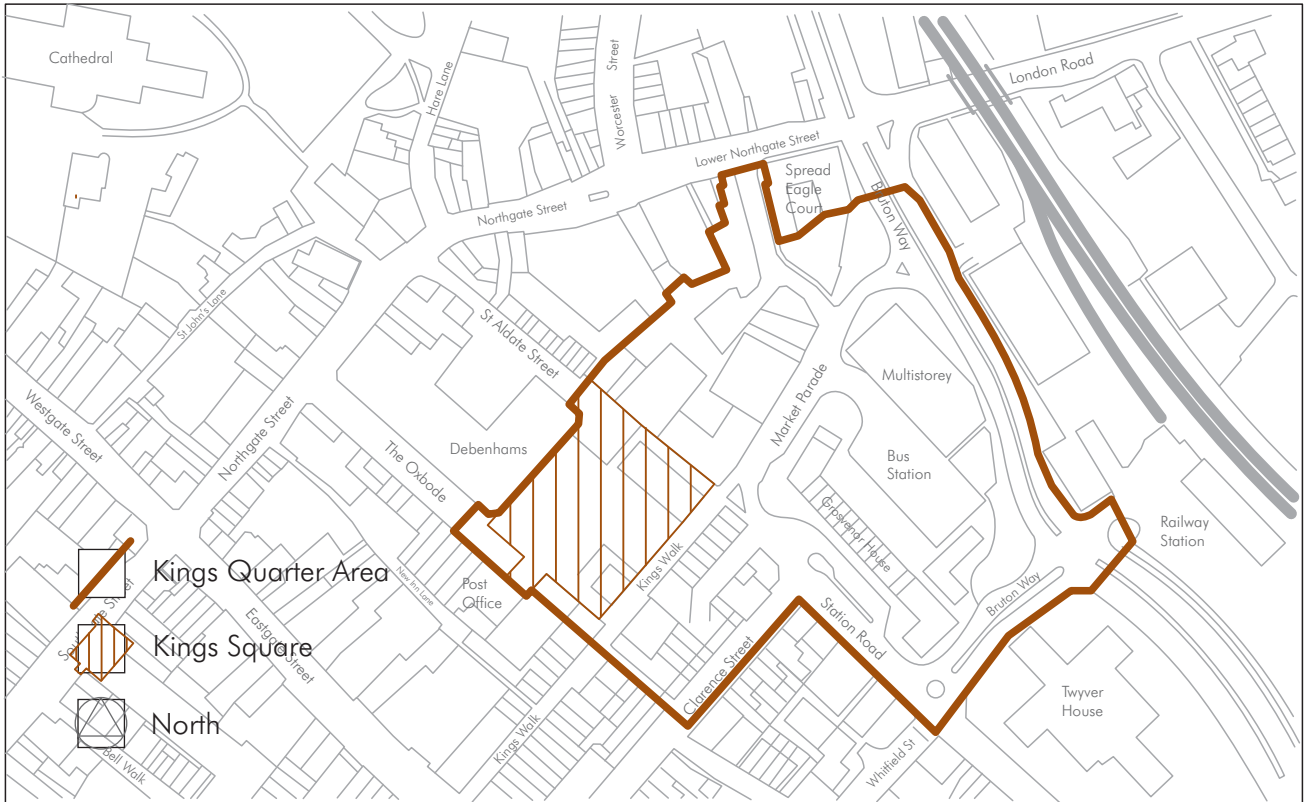 Cathedral
Hare Lane
Worcester Street
London Road
Lower Northgate Street
Spread
Eagle
Court
Bruton Way
Northgate Street
St John's Lane
St Aldate Street
Market Parade
Multistorey
Westgate Street
Northgate Street
Debenhams
The Oxbode
Bus
Station
Grosvenor House
Railway
Station
Kings Walk
Kings Quarter Area
Post
Office
New Inn Lane
Bruton Way
Station Road
Eastgate Street
Kings Square
Clarence Street
Twyver
House
North
Kings Walk
Bell Walk
Whitfield St